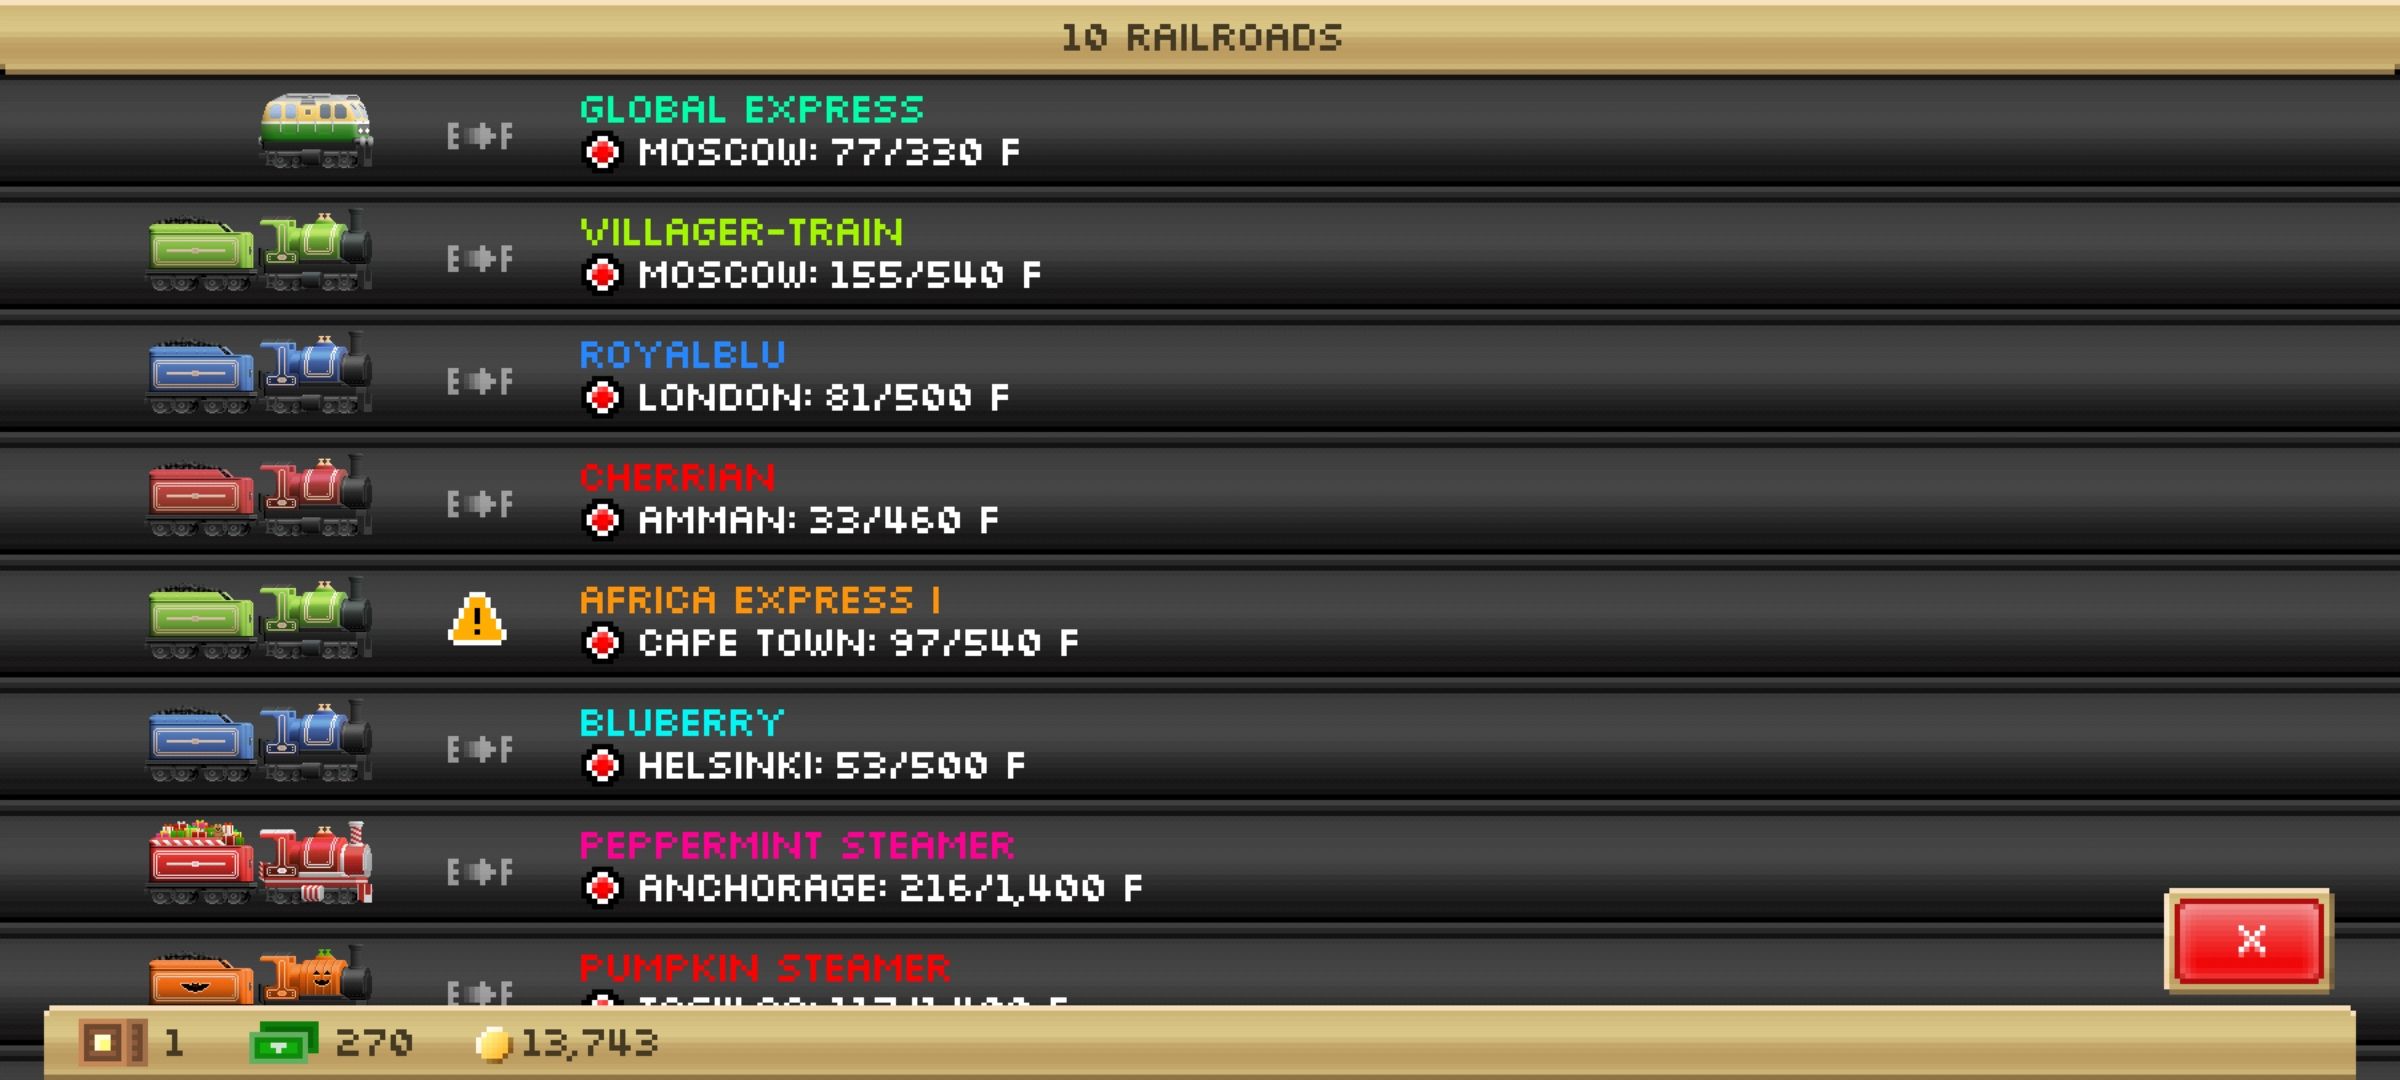 10 RAILROADS
GLOBAL EXPRESS
E F
MOSCOW: 77/330 F
VILLAGER-TRAIN
E F
MOSCOW: 155/540 F
ROYALBLU
E F
LONDON: 81/500 F
CHERRIAN
E F
AMMAN: 33/460 F
AFRICA EXPRESS I
CAPE TOWN: 97/540 F
BLUBERRY
E F
HELSINKI: 53/500 F
PEPPERMINT STEAMER
E F
ANCHORAGE: 216/1,400 F
PUMPKIN STEAMER
E F
X
1 270 13,743